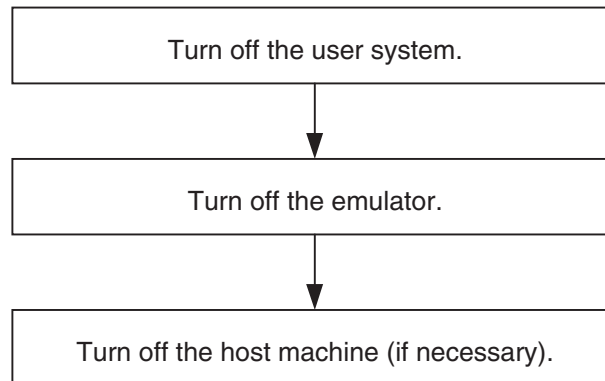 Turn off the user system.
Turn off the emulator.
Turn off the host machine (if necessary).